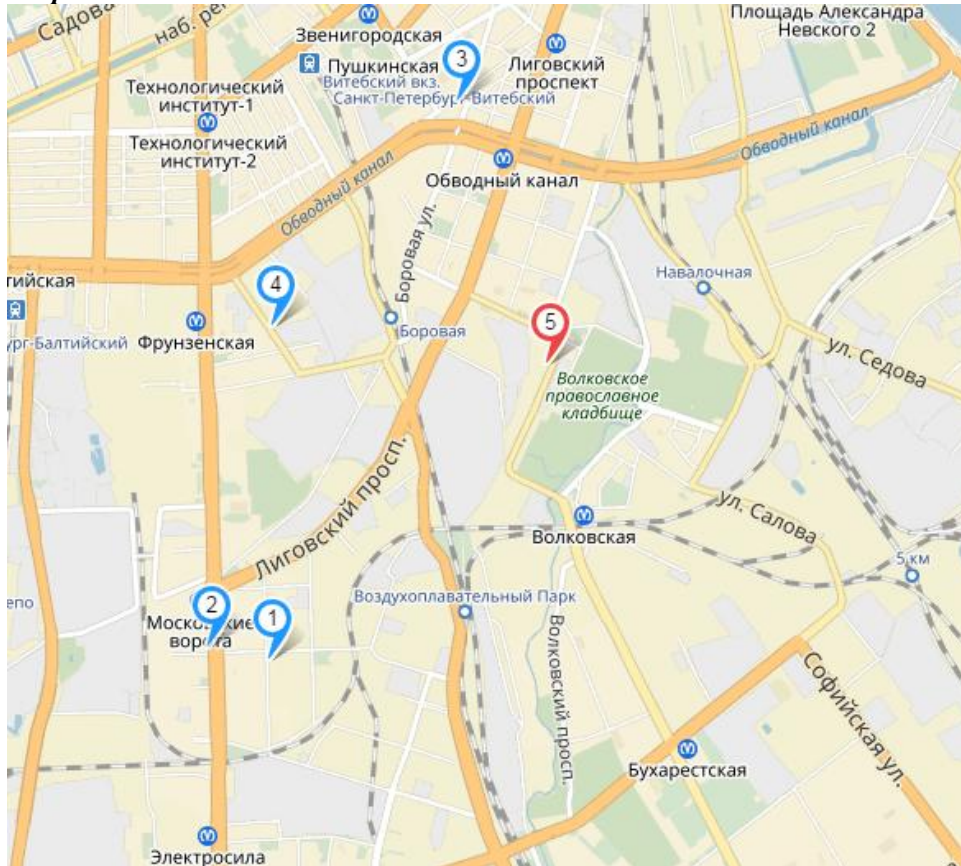 Садова
наб. рек
Звенигородская
3
Пушкинская
Витебский вкз.
Санкт-Петербург-Витебский
Лиговский
проспект
Площадь Александра
Невского 2
Технологический
институт-1
Технологический
институт-2
Обводный канал
Обводный канал
Обводный канал
Боровая ул.
тийская
ург-Балтийский
4
Фрунзенская
Боровая
5
Навалочная
ул. Седова
Волковское
православное
кладбище
Лиговский просп.
ул. Салова
Волковская
5 км
епо
2
1
Московские
ворота
Воздухоплавательный Парк
Волковский просп.
Софийская ул.
Бухарестская
Электросила